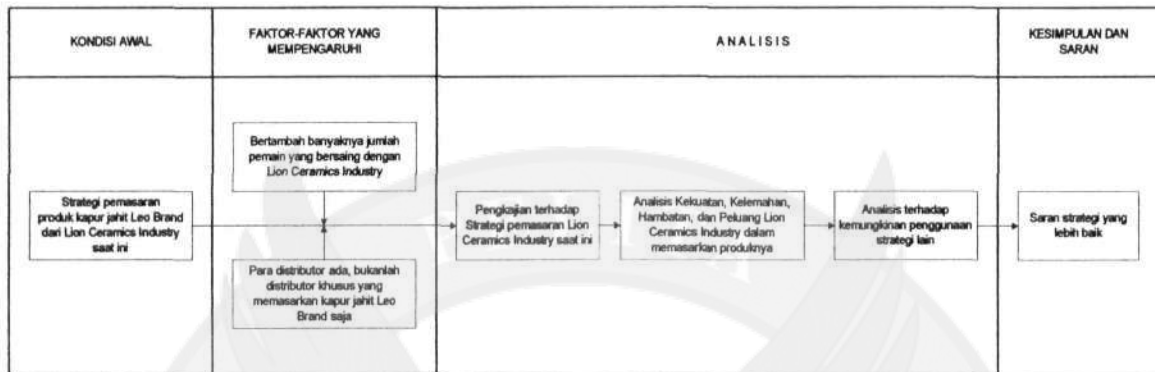 KONDISI AWAL
FAKTOR-FAKTOR YANG
MEMPENGARUHI
ANALISIS
KESIMPULAN DAN
SARAN
Bertambah banyaknya jumlah
pemain yang bersaing dengan
Lion Ceramics Industry
Strategi pemasaran
produk kapur jahit Leo Brand
dari Lion Ceramics Industry
saat ini
Para distributor ada, bukanlah
distributor khusus yang
memasarkan kapur jahit Leo
Brand saja
Pengkajian terhadap
Strategi pemasaran Lion
Ceramics Industry saat ini
Analisis Kekuatan, Kelemahan,
Hambatan, dan Peluang Lion
Ceramics Industry dalam
memasarkan produknya
Analisis terhadap
kemungkinan penggunaan
strategi lain
Saran strategi yang
lebih baik